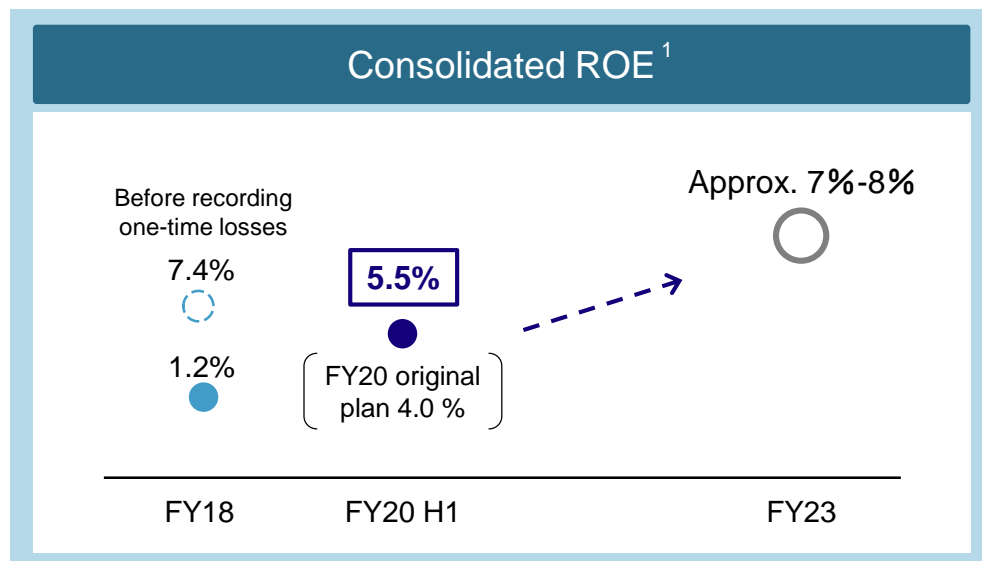 Consolidated ROE 1
Before recording
one-time losses
7.4%
1.2%
5.5%
FY20 original
plan 4.0 %
Approx. 7%-8%
FY18
FY20 H1
FY23